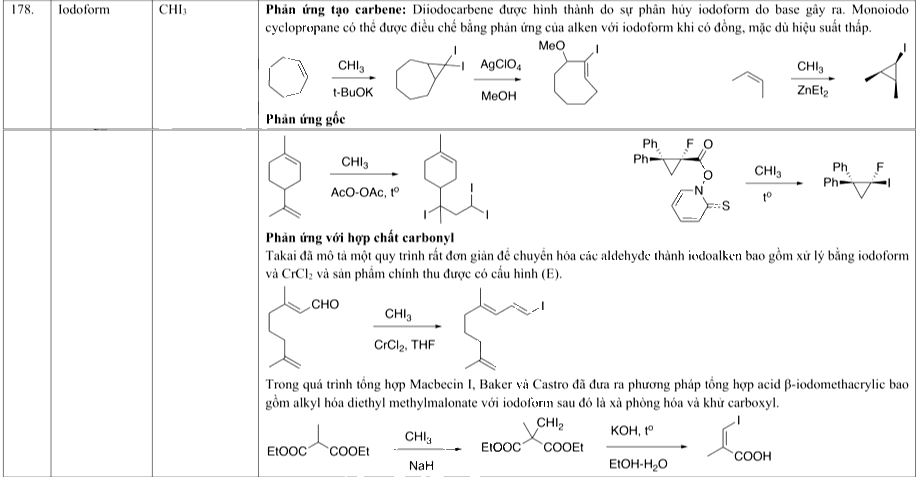 178. Iodoform CHI₃ Phản ứng tạo carbene: Diiodocarbene được hình thành do sự phân hủy iodoform do base gây ra. Monoiodo
cyclopropane có thể được điều chế bằng phản ứng của alken với iodoform khi có đồng, mặc dù hiệu suất thấp.
CHI₃
t-BuOK
I
I
AgClO₄
MeOH
MeO
I
CHI₃
ZnEt₂
I
Phản ứng gốc
CHI₃
AcO-OAc, tº
I
I
I
Ph
Ph
F
O
O
N
S
CHI₃
tº
Ph
Ph
F
I
Phản ứng với hợp chất carbonyl
Takai đã mô tả một quy trình rất đơn giản để chuyển hóa các aldehyde thành iodoalken bao gồm xử lý bằng iodoform
và CrCl₂ và sản phẩm chính thu được có cấu hình (E).
CHO
CHI₃
CrCl₂, THF
I
Trong quá trình tổng hợp Macbecin I, Baker và Castro đã đưa ra phương pháp tổng hợp acid β-iodomethacrylic bao
gồm alkyl hóa diethyl methylmalonate với iodoform sau đó là xà phòng hóa và khử carboxyl.
EtOOC
COOEt
CHI₃
NaH
CHI₂
EtOOC
COOEt
KOH, tº
EtOH-H₂O
I
COOH